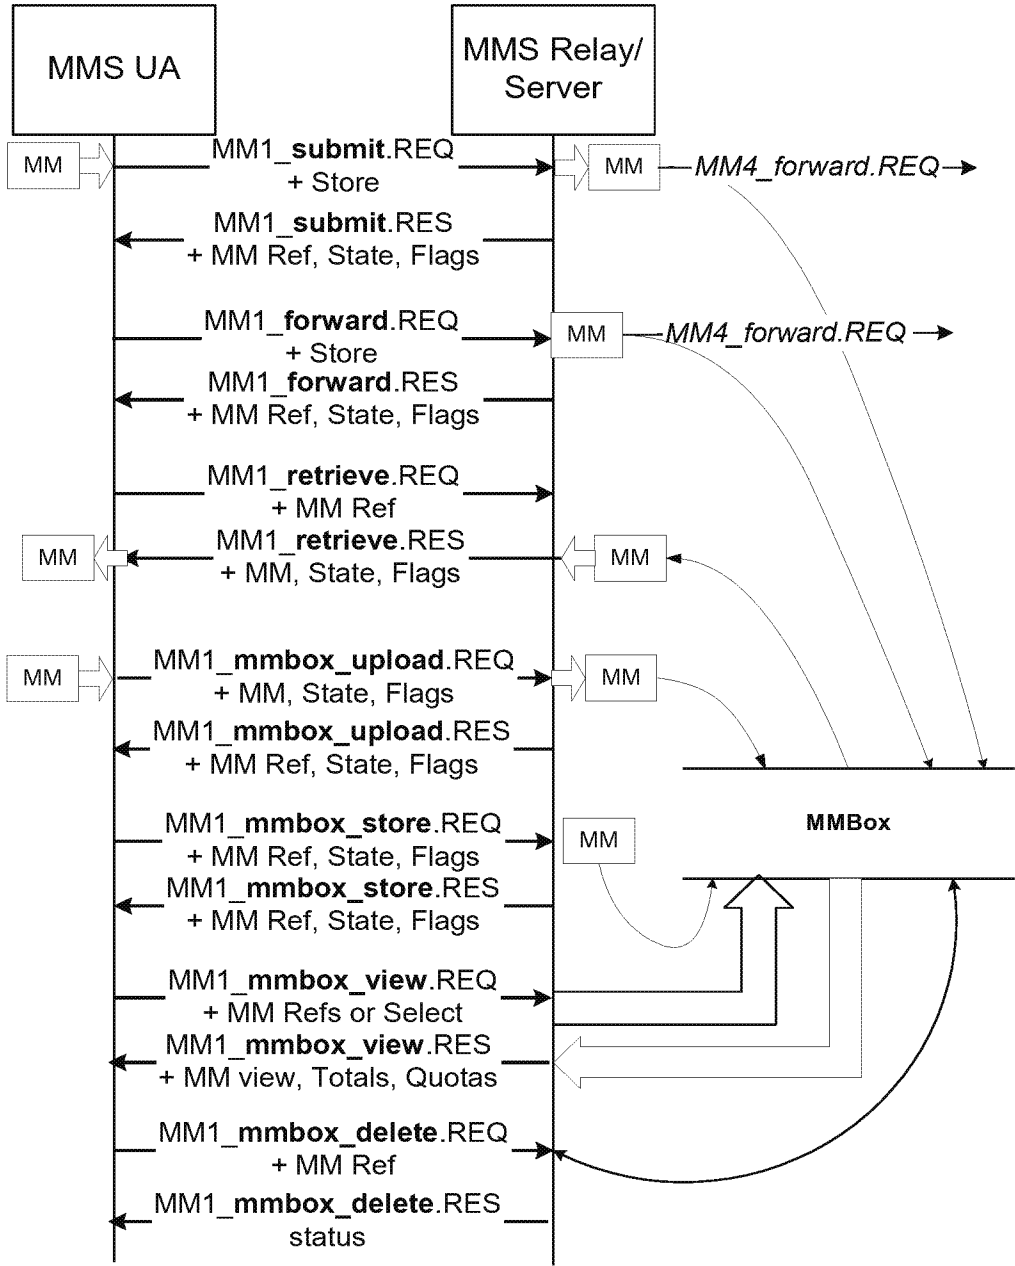 MMS UA
MMS Relay/
Server
MM
MM1_submit.REQ
+ Store
MM
MM4_forward.REQ
MM1_submit.RES
+ MM Ref, State, Flags
MM1_forward.REQ
+ Store
MM
MM4_forward.REQ
MM1_forward.RES
+ MM Ref, State, Flags
MM1_retrieve.REQ
+ MM Ref
MM
MM1_retrieve.RES
+ MM, State, Flags
MM
MM
MM1_mmbox_upload.REQ
+ MM, State, Flags
MM
MM1_mmbox_upload.RES
+ MM Ref, State, Flags
MMBox
MM1_mmbox_store.REQ
+ MM Ref, State, Flags
MM
MM1_mmbox_store.RES
+ MM Ref, State, Flags
MM1_mmbox_view.REQ
+ MM Refs or Select
MM1_mmbox_view.RES
+ MM view, Totals, Quotas
MM1_mmbox_delete.REQ
+ MM Ref
MM1_mmbox_delete.RES
status